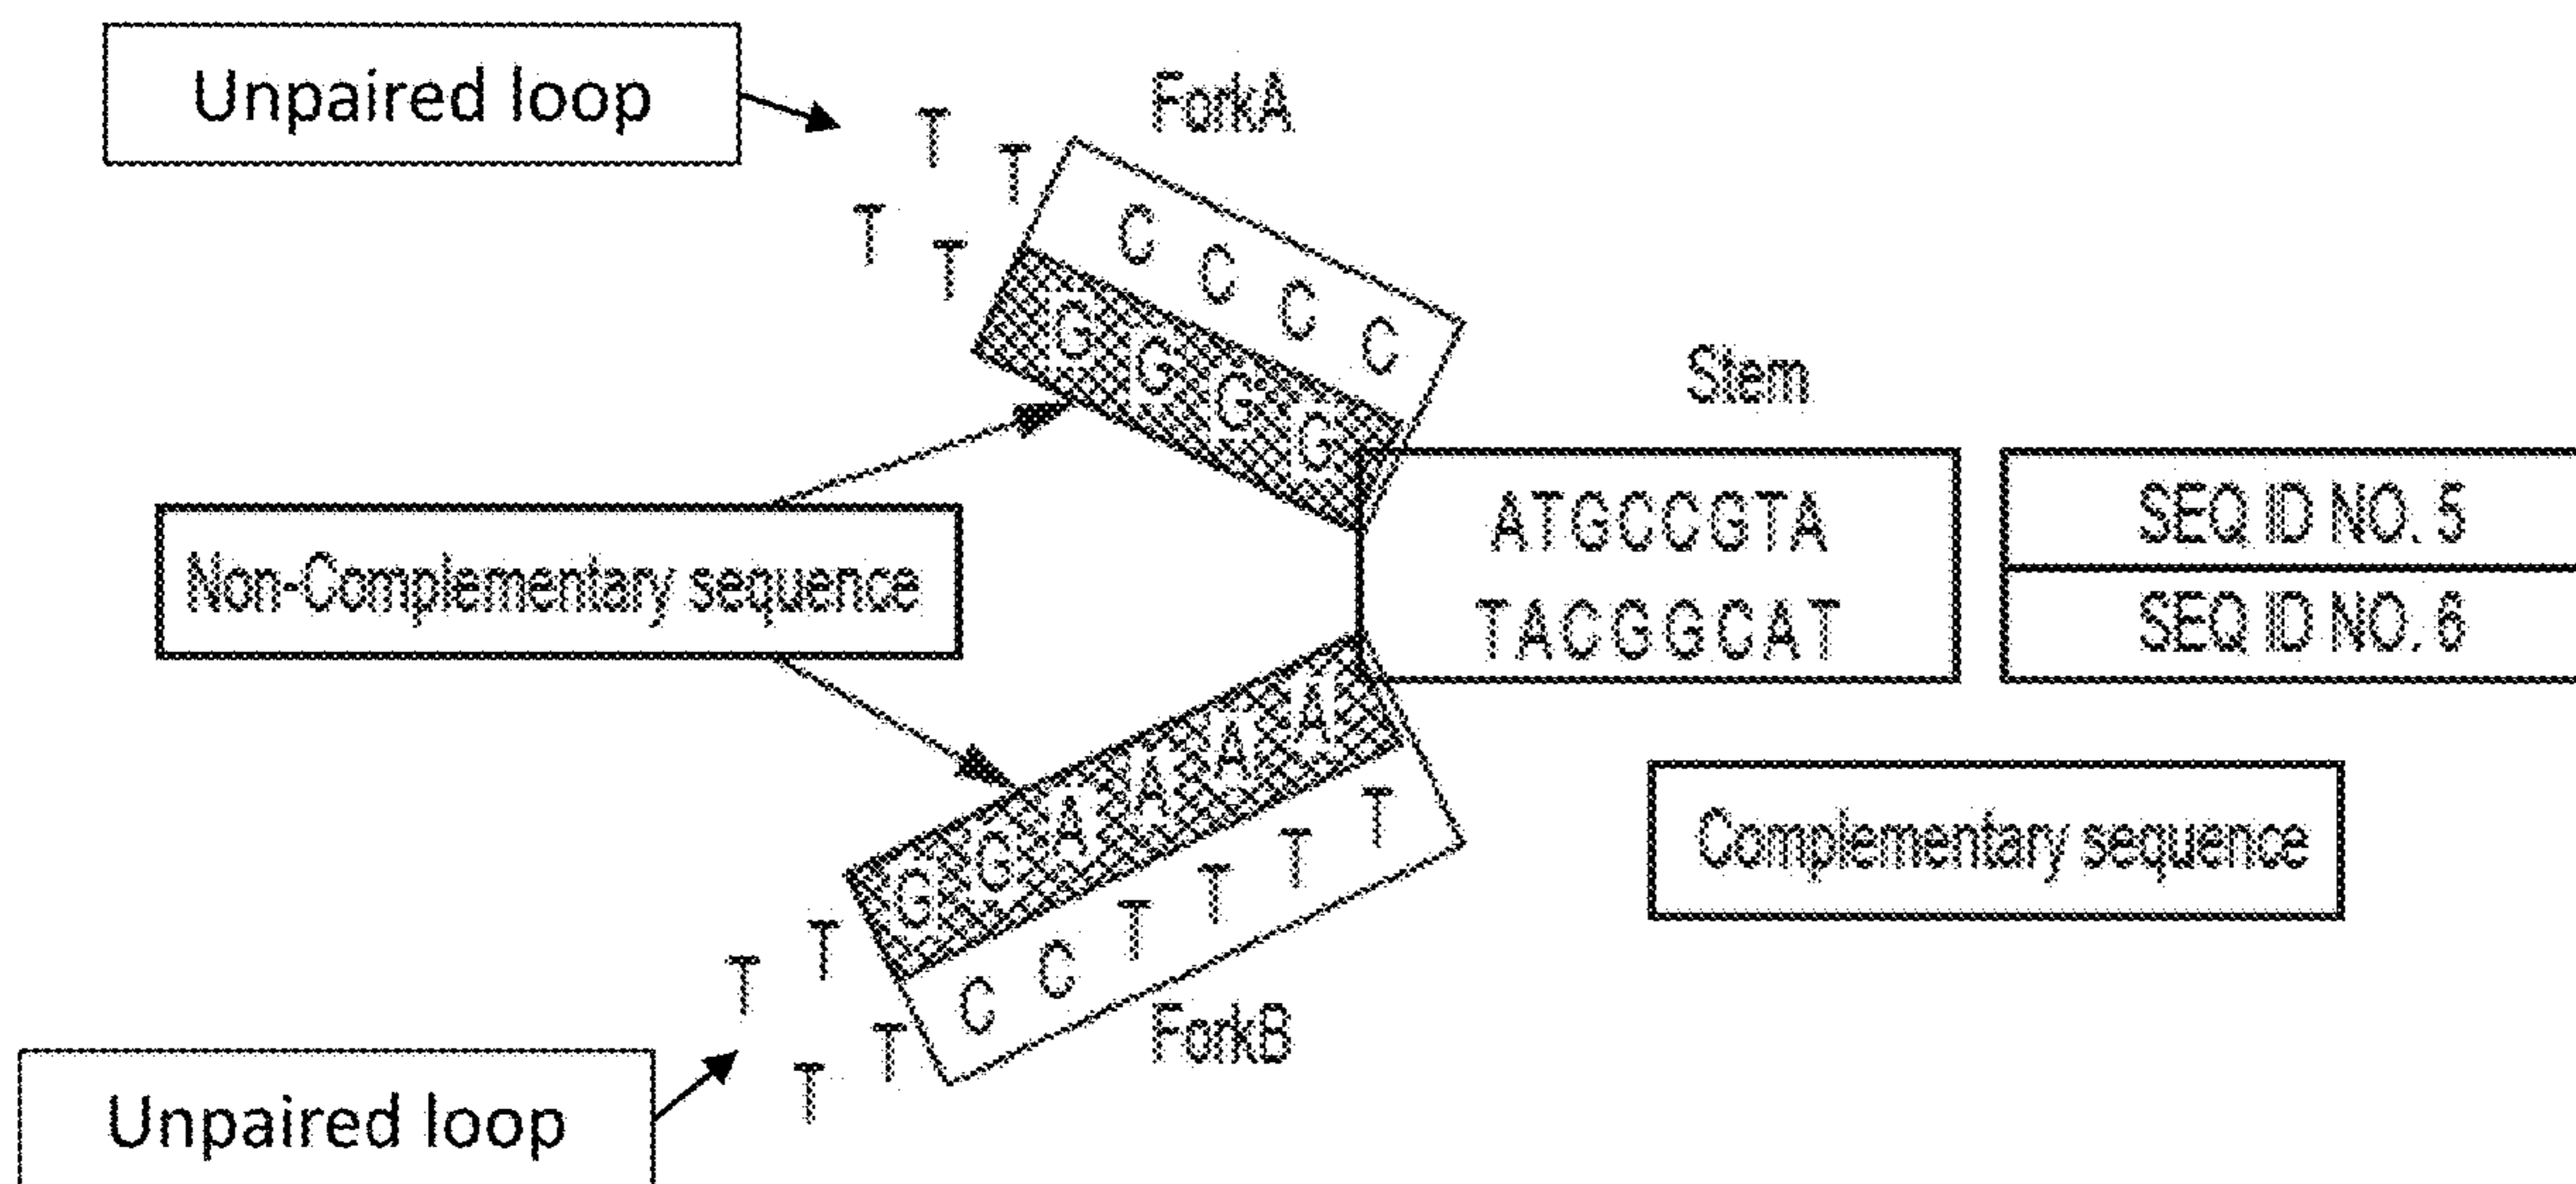 Unpaired loop
ForkA
T
T
T
T
C C C C
G G G G
Stem
ATGCCGTA
TACGGCAT
SEQ ID NO. 5
SEQ ID NO. 6
Non-Complementary sequence
Complementary sequence
G G A A A A
C C T T T T
T
T
T
T
ForkB
Unpaired loop